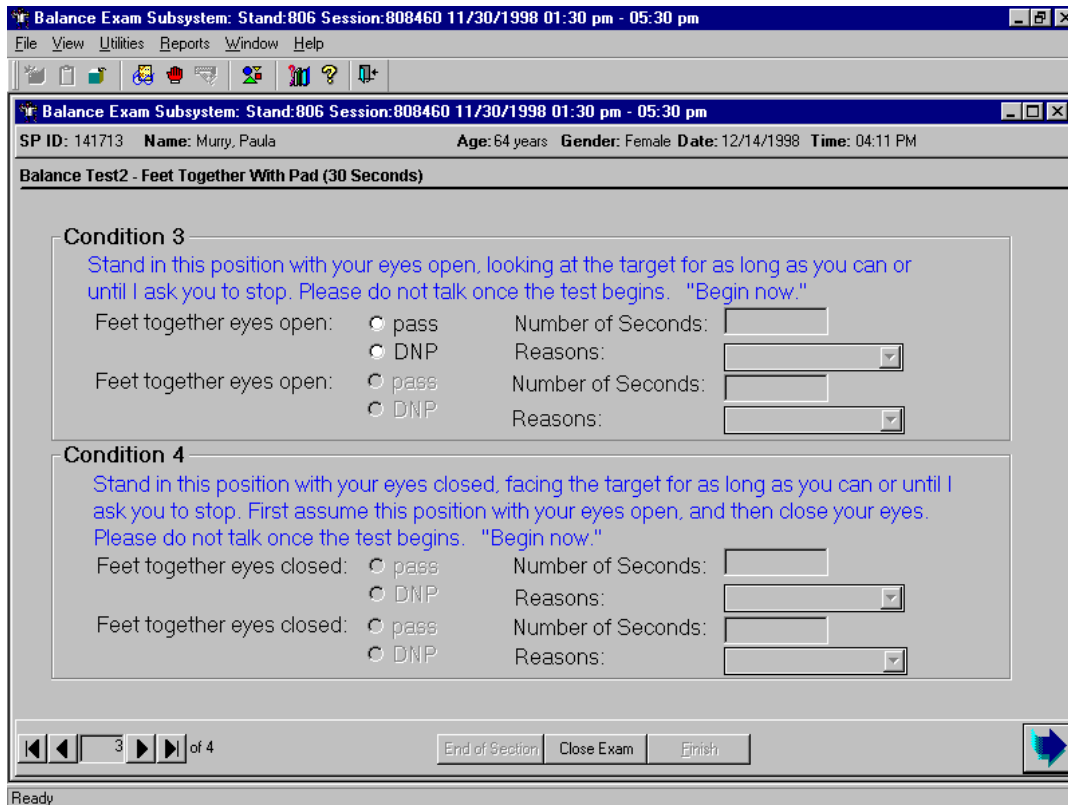 Balance Exam Subsystem: Stand:806 Session:808460 11/30/1998 01:30 pm - 05:30 pm
File View Utilities Reports Window Help
Balance Exam Subsystem: Stand:806 Session:808460 11/30/1998 01:30 pm - 05:30 pm
SP ID: 141713 Name: Murry, Paula Age: 64 years Gender: Female Date: 12/14/1998 Time: 04:11 PM
Balance Test2 - Feet Together With Pad (30 Seconds)
Condition 3
Stand in this position with your eyes open, looking at the target for as long as you can or
until I ask you to stop. Please do not talk once the test begins. "Begin now."
Feet together eyes open: pass Number of Seconds:
DNP Reasons:
Feet together eyes open: pass Number of Seconds:
DNP Reasons:
Condition 4
Stand in this position with your eyes closed, facing the target for as long as you can or until I
ask you to stop. First assume this position with your eyes open, and then close your eyes.
Please do not talk once the test begins. "Begin now."
Feet together eyes closed: pass Number of Seconds:
DNP Reasons:
Feet together eyes closed: pass Number of Seconds:
DNP Reasons:
3 of 4 End of Section Close Exam Finish
Ready